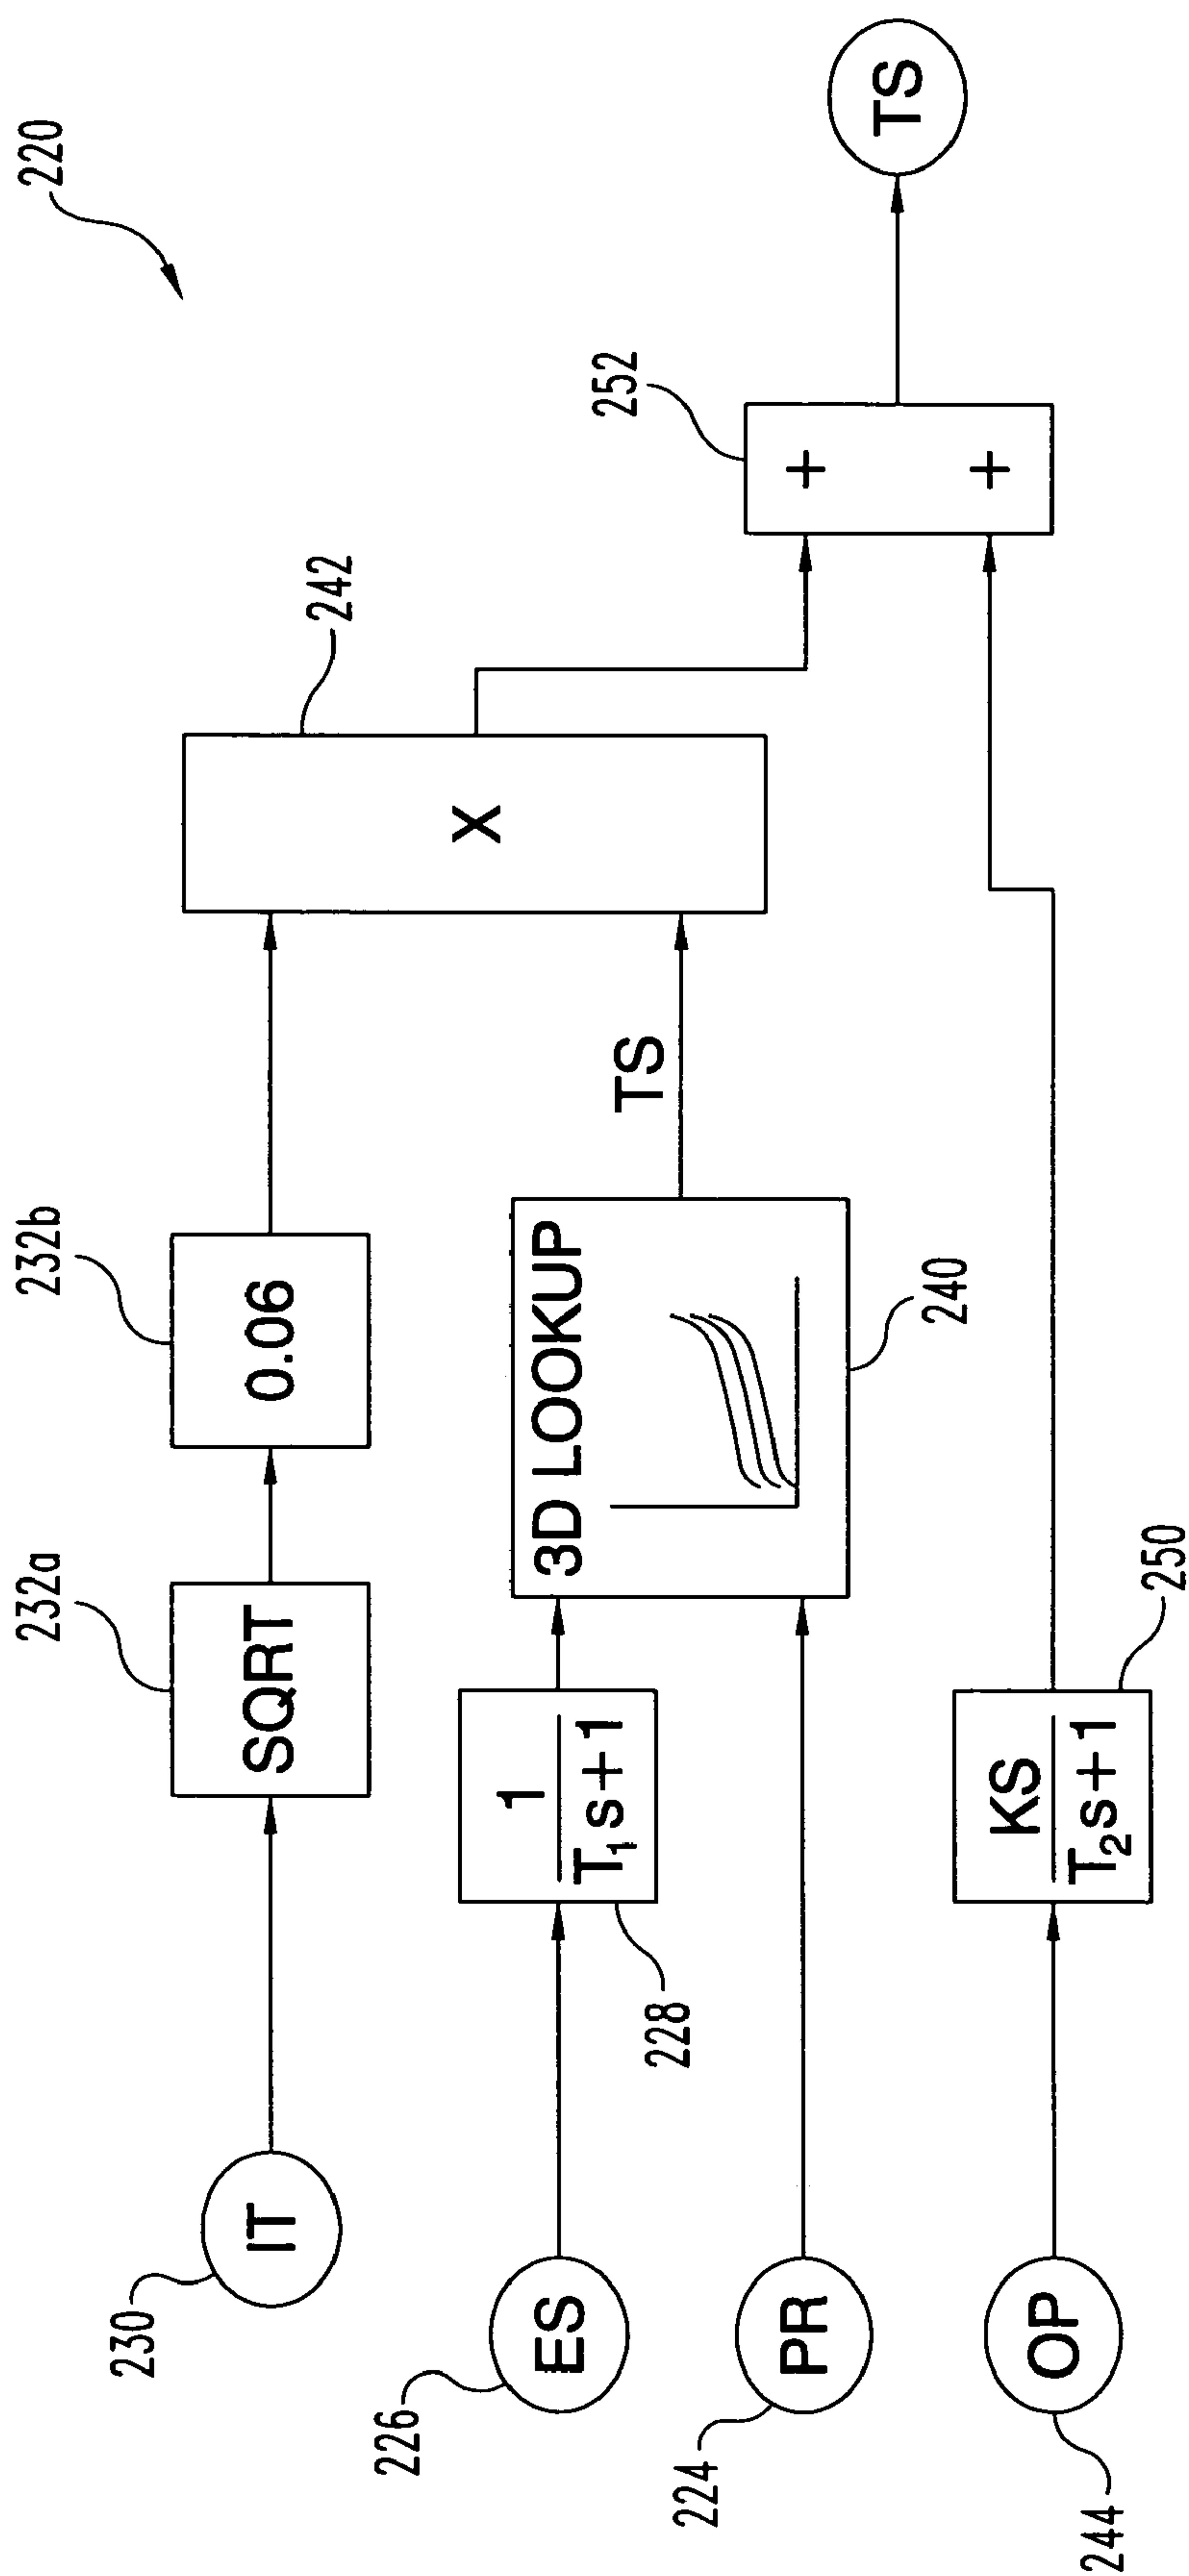 220
TS
252
+
+
242
X
232b
0.06
232a
SQRT
IT
230
TS
3D LOOKUP
240
1
T₁s+1
228
ES
226
PR
224
KS
T₂s+1
250
OP
244